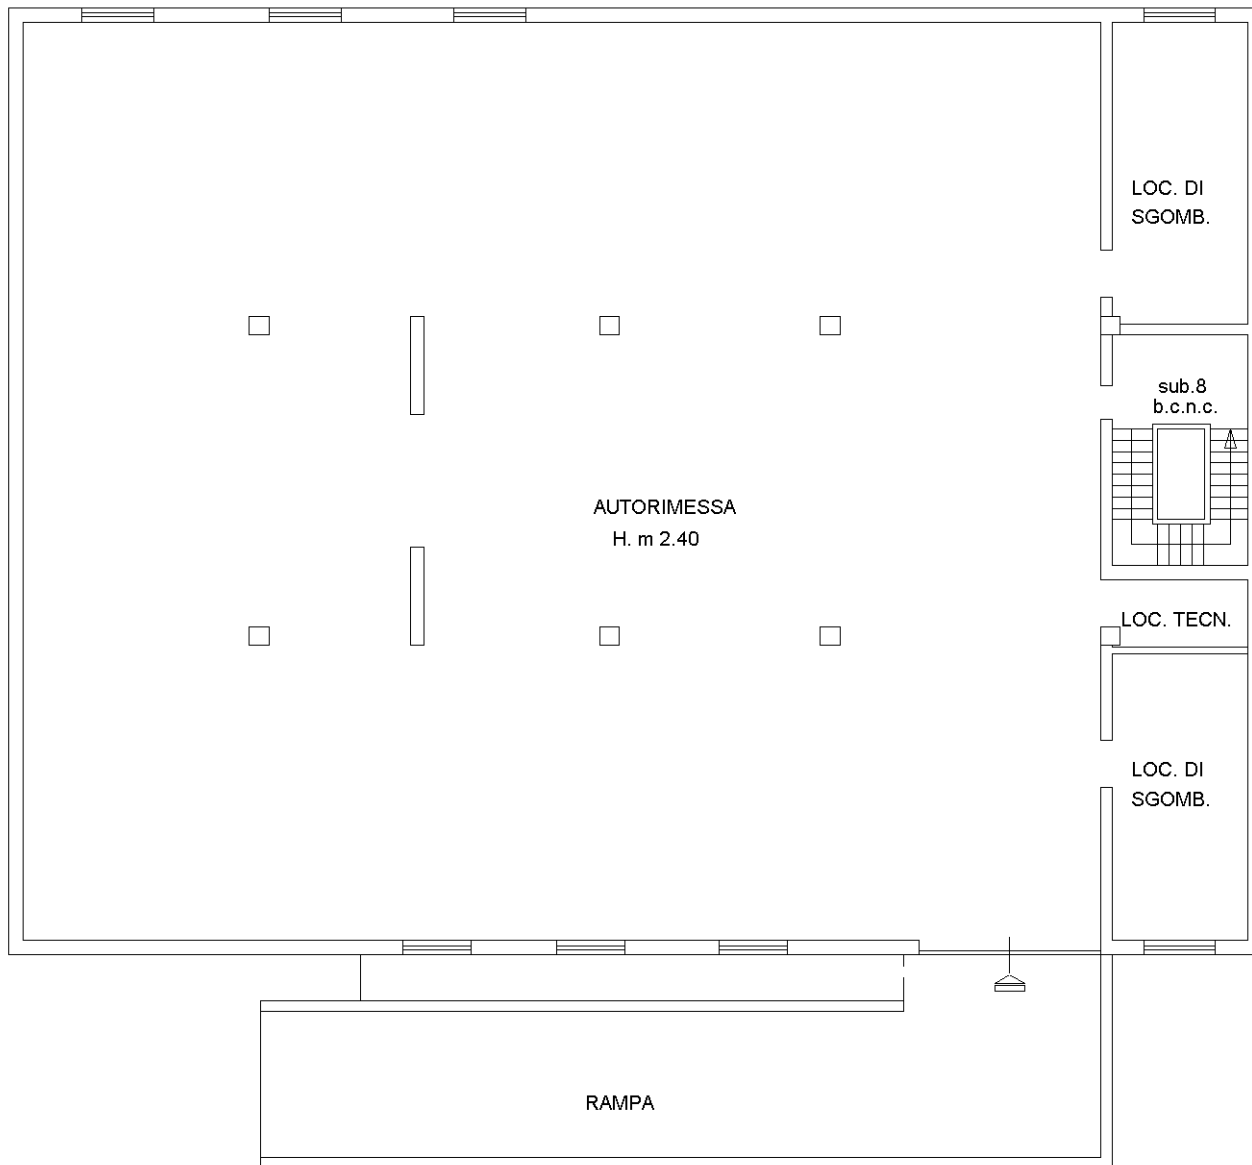 LOC. DI
SGOMB.
sub.8
b.c.n.c.
AUTORIMESSA
H. m 2.40
LOC. TECN.
LOC. DI
SGOMB.
RAMPA